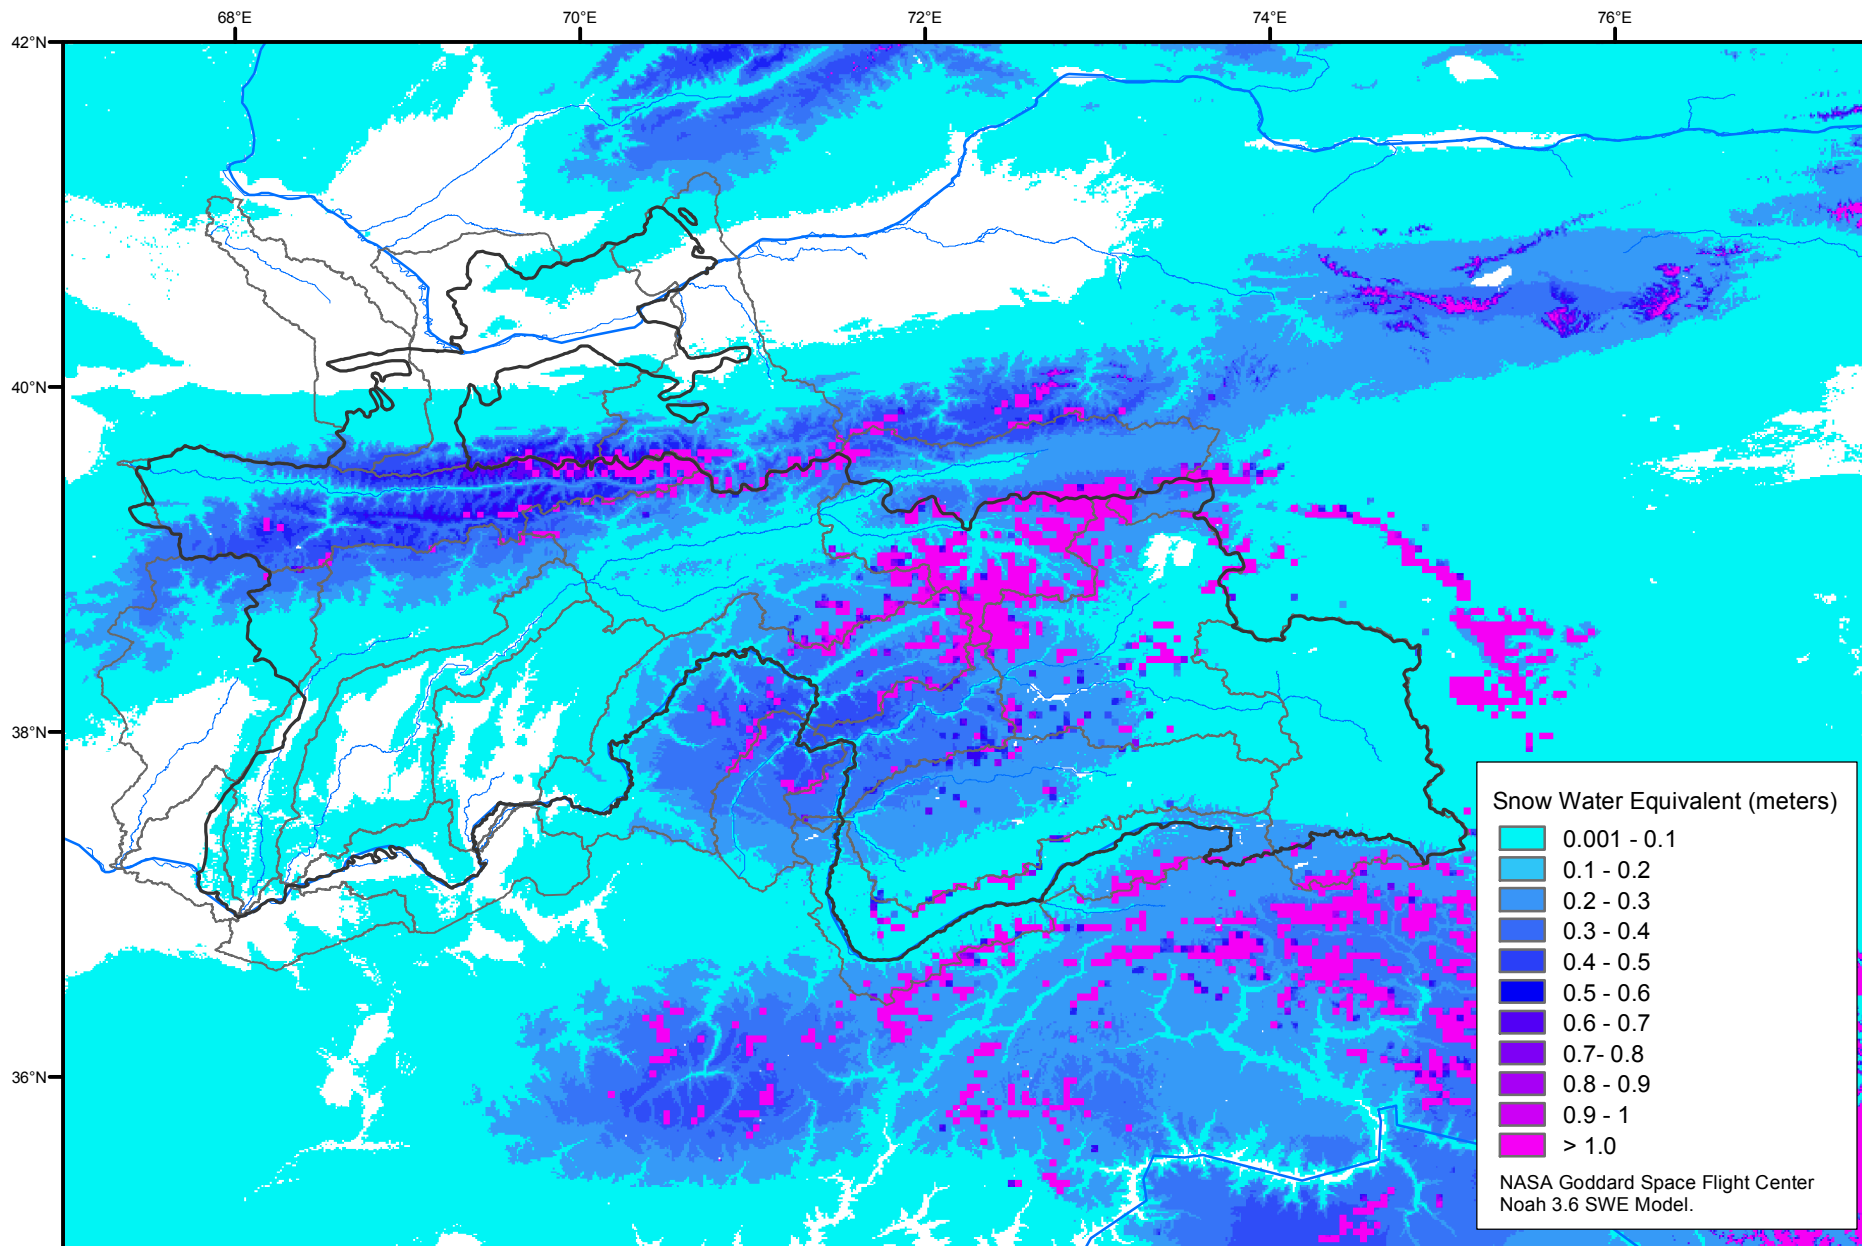 68°E 70°E 72°E 74°E 76°E
42°N
40°N
38°N
36°N
Snow Water Equivalent (meters)
0.001 - 0.1
0.1 - 0.2
0.2 - 0.3
0.3 - 0.4
0.4 - 0.5
0.5 - 0.6
0.6 - 0.7
0.7- 0.8
0.8 - 0.9
0.9 - 1
> 1.0
NASA Goddard Space Flight Center
Noah 3.6 SWE Model.